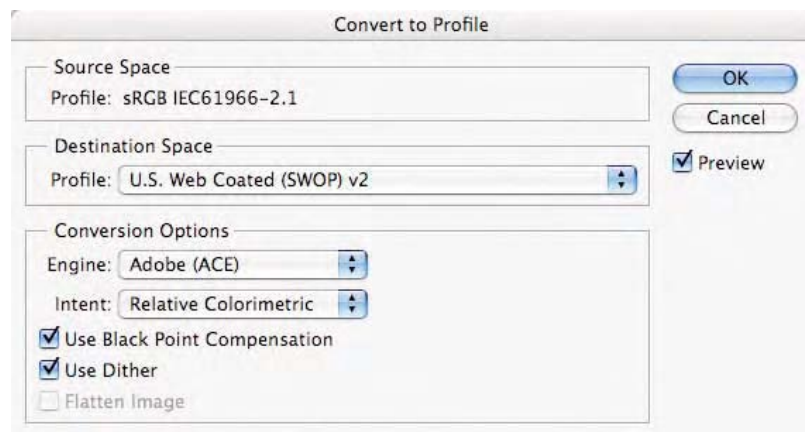 Convert to Profile
Source Space
Profile: sRGB IEC61966-2.1
OK
Cancel
Preview
Destination Space
Profile: U.S. Web Coated (SWOP) v2
Conversion Options
Engine: Adobe (ACE)
Intent: Relative Colorimetric
Use Black Point Compensation
Use Dither
Flatten Image